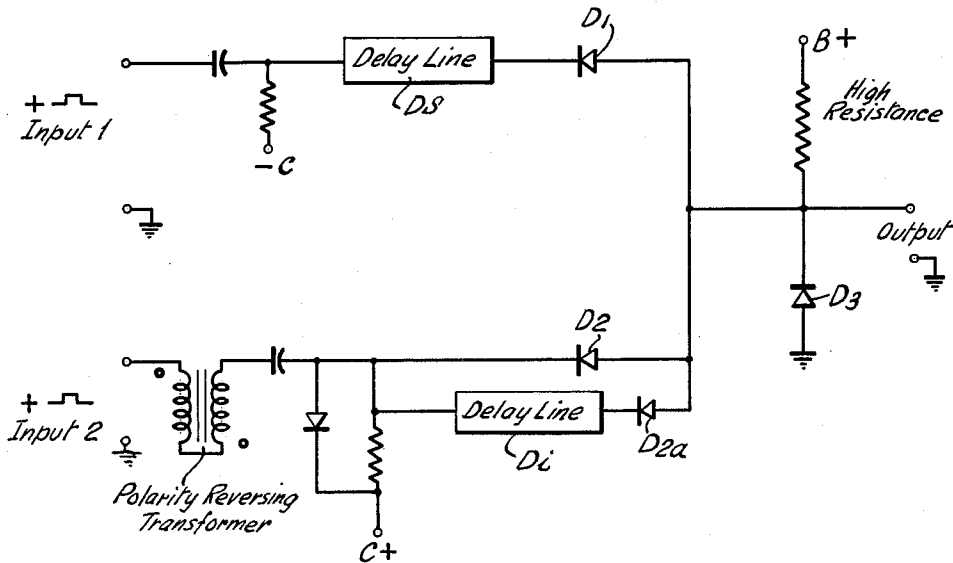 D1
B+
Delay Line
DS
High
Resistance
+
Input 1
-C
Output
D3
D2
+
Input 2
Delay Line
Di
D2a
Polarity Reversing
Transformer
C+